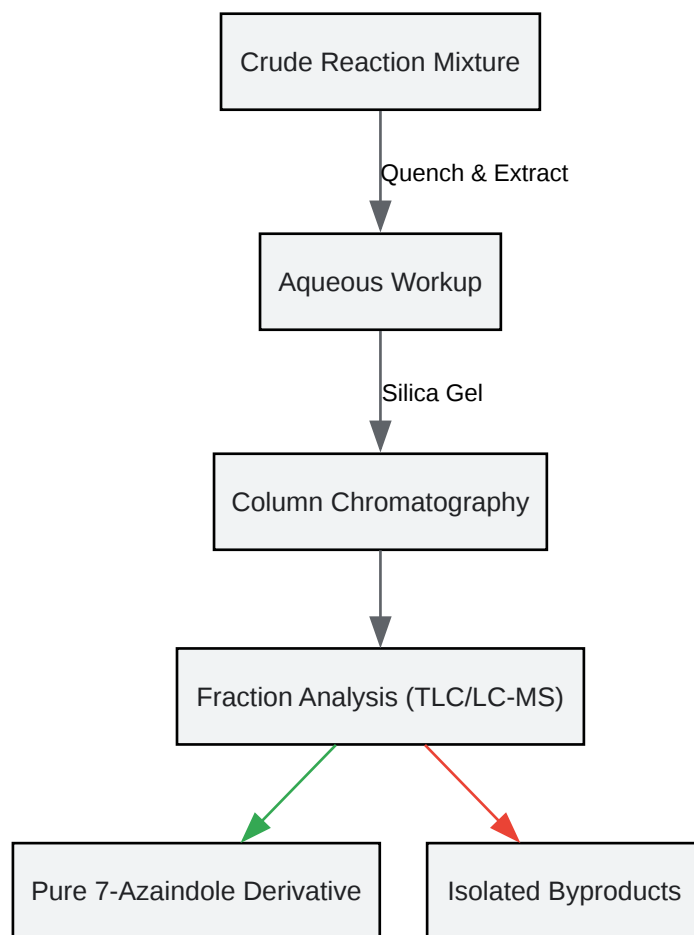 Crude Reaction Mixture
Quench & Extract
Aqueous Workup
Silica Gel
Column Chromatography
Fraction Analysis (TLC/LC-MS)
Pure 7-Azaindole Derivative
Isolated Byproducts